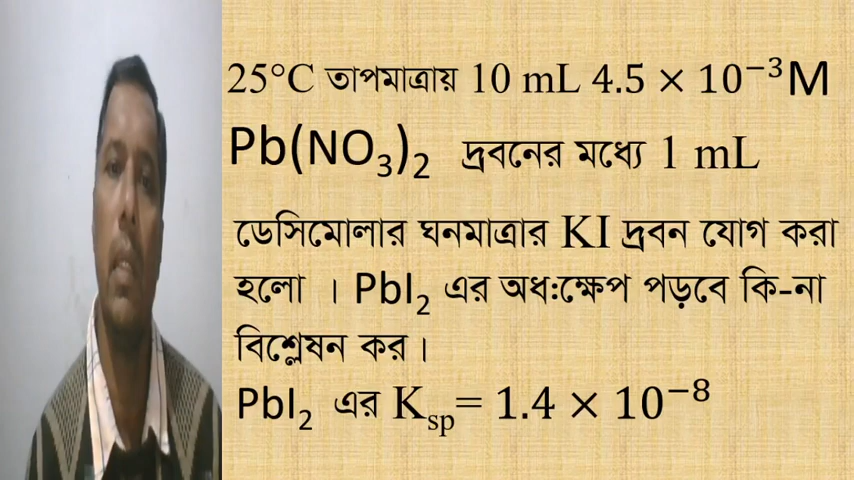 25°C তাপমাত্রায় 10 mL 4.5 × 10⁻³M
Pb(NO₃)₂ দ্রবনের মধ্যে 1 mL
ডেসিমোলার ঘনমাত্রার KI দ্রবন যোগ করা
হলো । PbI₂ এর অধ:ক্ষেপ পড়বে কি-না
বিশ্লেষন কর।
PbI₂ এর Kₛₚ= 1.4 × 10⁻⁸